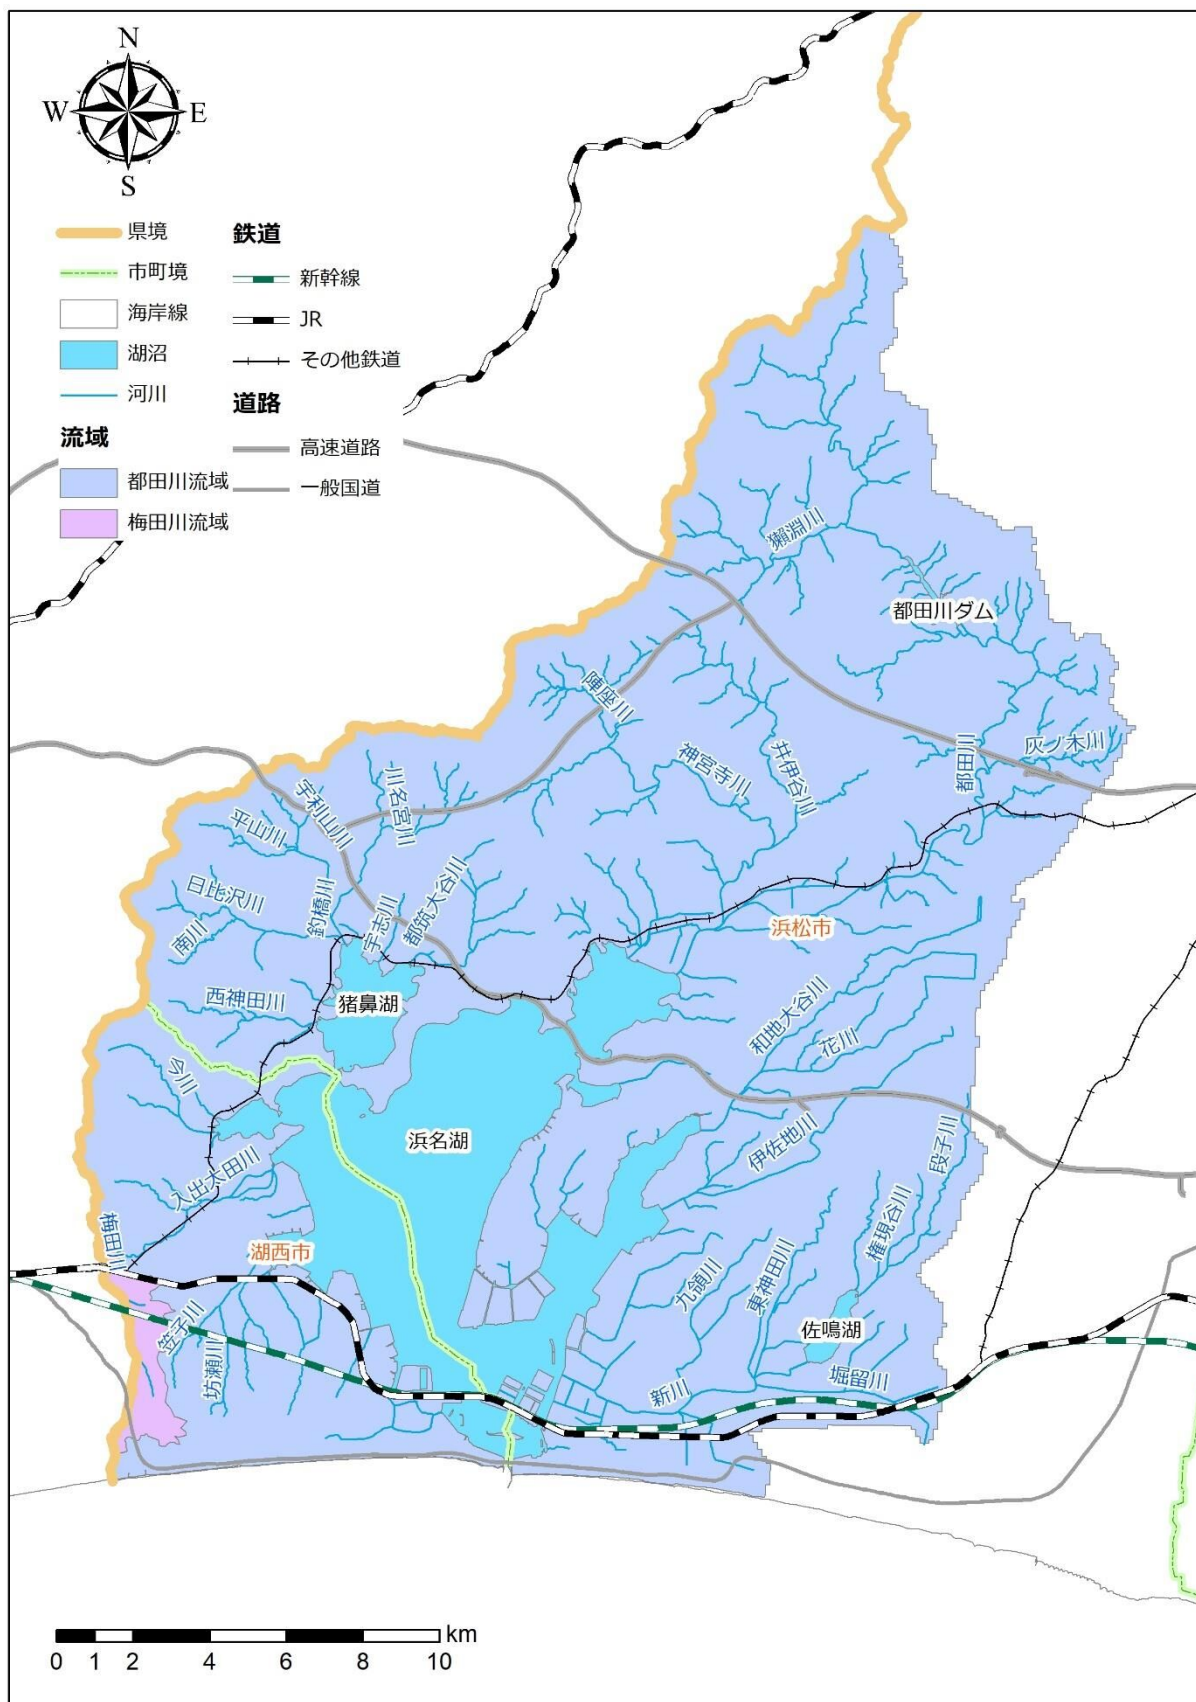 N
W
E
S
県境
市町境
海岸線
湖沼
河川
流域
都田川流域
梅田川流域
鉄道
新幹線
JR
その他鉄道
道路
高速道路
一般国道
獺淵川
都田川ダム
陣座川
神宮寺川
井伊谷川
都田川
灰ノ木川
川名宮川
宇利山川
平山川
日比沢川
南川
釣橋川
宇志川
都筑大谷川
浜松市
西神田川
猪鼻湖
和地大谷川
花川
今川
浜名湖
伊佐地川
段子川
入出太田川
権現谷川
梅田川
湖西市
九領川
東神田川
笠子川
坊瀬川
佐鳴湖
新川
堀留川
km
0 1 2 4 6 8 10